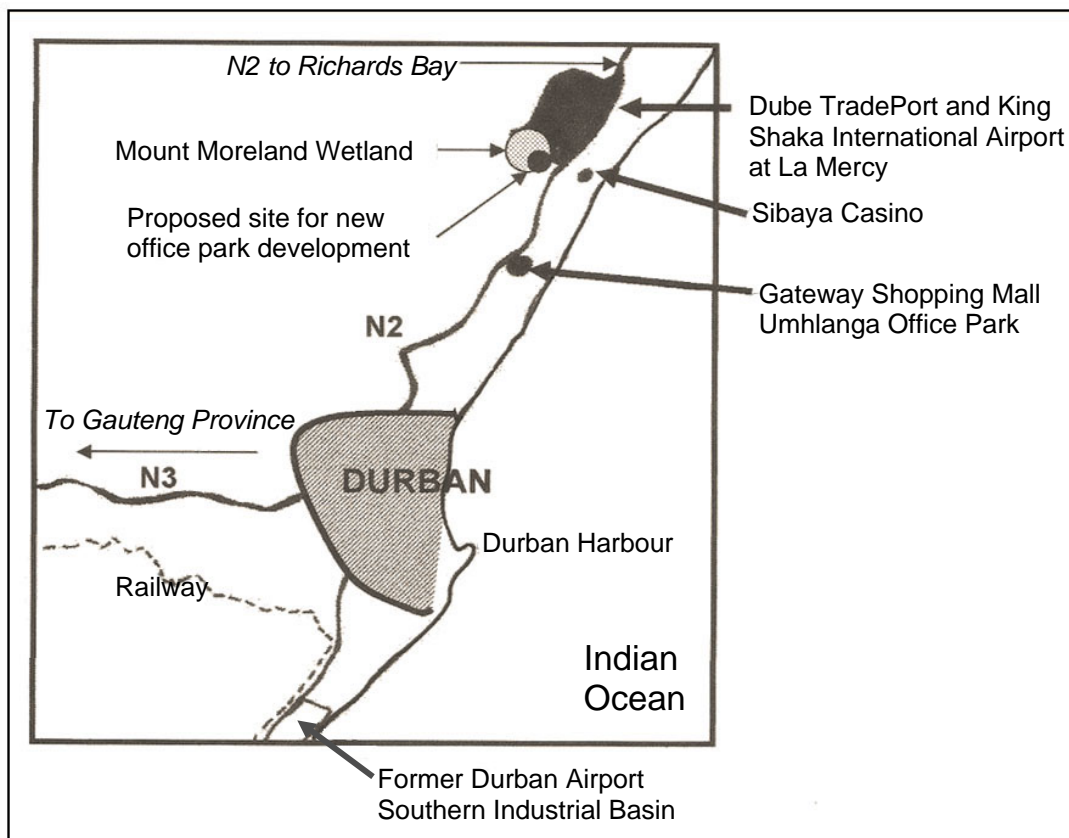 N2 to Richards Bay
Dube TradePort and King
Shaka International Airport
at La Mercy
Mount Moreland Wetland
Sibaya Casino
Proposed site for new
office park development
Gateway Shopping Mall
Umhlanga Office Park
N2
To Gauteng Province
N3
DURBAN
Durban Harbour
Railway
Indian
Ocean
Former Durban Airport
Southern Industrial Basin